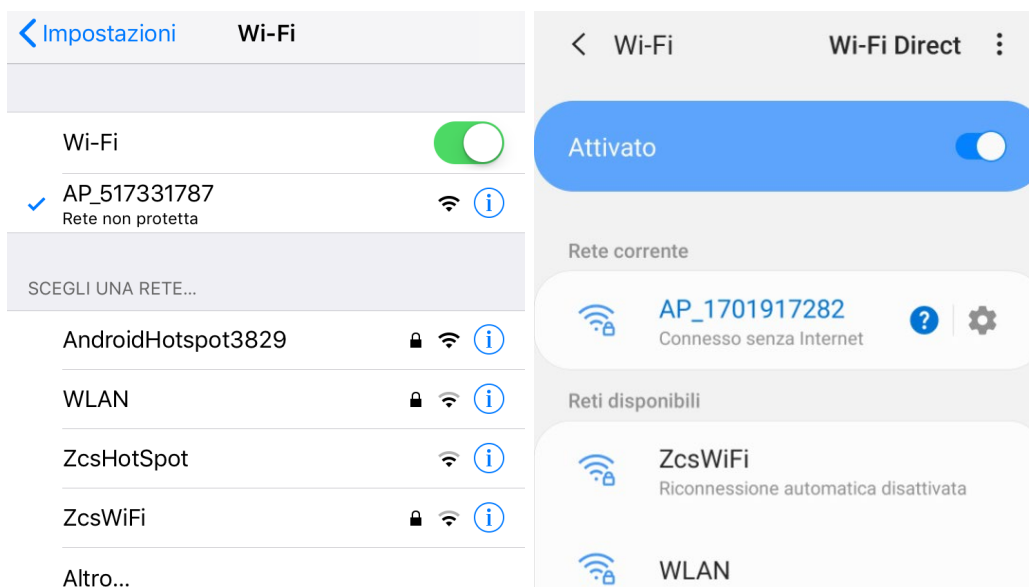 Impostazioni Wi-Fi
Wi-Fi
AP_517331787
Rete non protetta
SCEGLI UNA RETE...
AndroidHotspot3829
WLAN
ZcsHotSpot
ZcsWiFi
Altro...
Wi-Fi Wi-Fi Direct
Attivato
Rete corrente
AP_1701917282
Connesso senza Internet
Reti disponibili
ZcsWiFi
Riconnessione automatica disattivata
WLAN